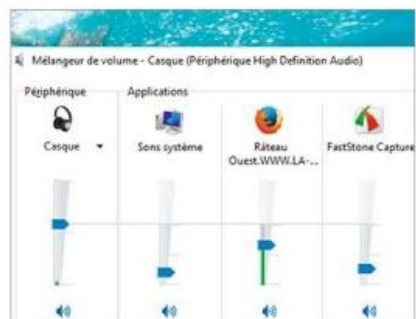 Mélangeur de volume - Casque (Périphérique High Definition Audio)
Périphérique Applications
Casque Sons système Râteau Ouest.WWW.LA-... FastStone Capture